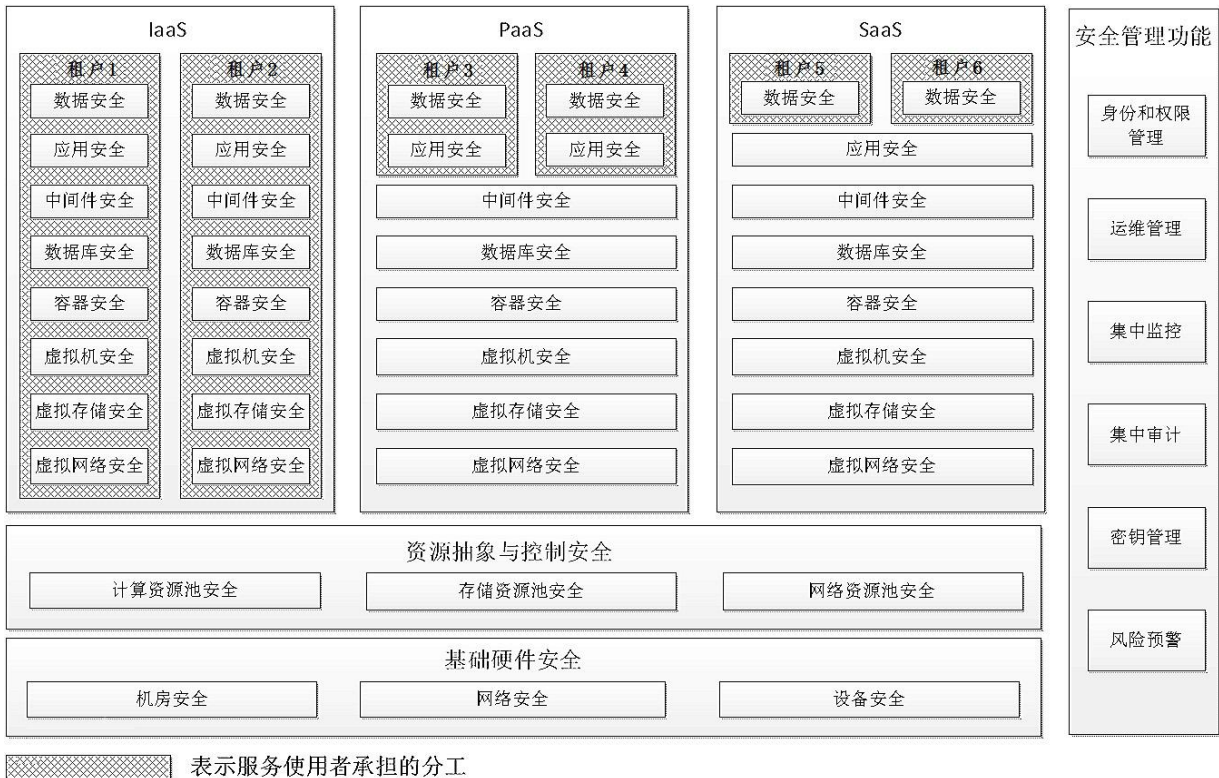 IaaS
租户1
数据安全
应用安全
中间件安全
数据库安全
容器安全
虚拟机安全
虚拟存储安全
虚拟网络安全
租户2
数据安全
应用安全
中间件安全
数据库安全
容器安全
虚拟机安全
虚拟存储安全
虚拟网络安全
PaaS
租户3
数据安全
应用安全
租户4
数据安全
应用安全
中间件安全
数据库安全
容器安全
虚拟机安全
虚拟存储安全
虚拟网络安全
SaaS
租户5
数据安全
租户6
数据安全
应用安全
中间件安全
数据库安全
容器安全
虚拟机安全
虚拟存储安全
虚拟网络安全
资源抽象与控制安全
计算资源池安全
存储资源池安全
网络资源池安全
基础硬件安全
机房安全
网络安全
设备安全
安全管理功能
身份和权限
管理
运维管理
集中监控
集中审计
密钥管理
风险预警
表示服务使用者承担的分工